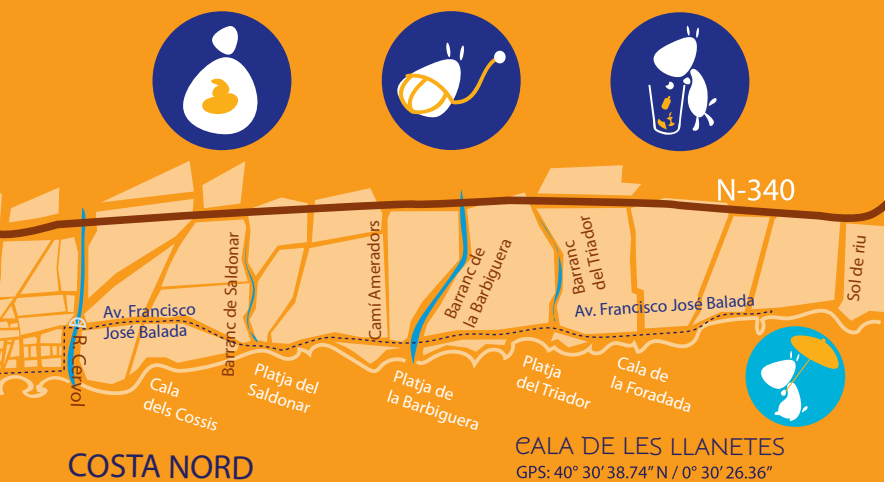 N-340
Barranc de Saldonar
Camí Ameradors
Barranc de
la Barbiguera
Barranc
del Triador
Sol de riu
Av. Francisco
José Balada
Av. Francisco José Balada
R. Cervol
Cala
dels Cossis
Platja del
Saldonar
Platja de
la Barbiguera
Platja
del Triador
Cala de
la Foradada
COSTA NORD
CALA DE LES LLANETES
GPS: 40° 30’ 38.74” N / 0° 30’ 26.36”